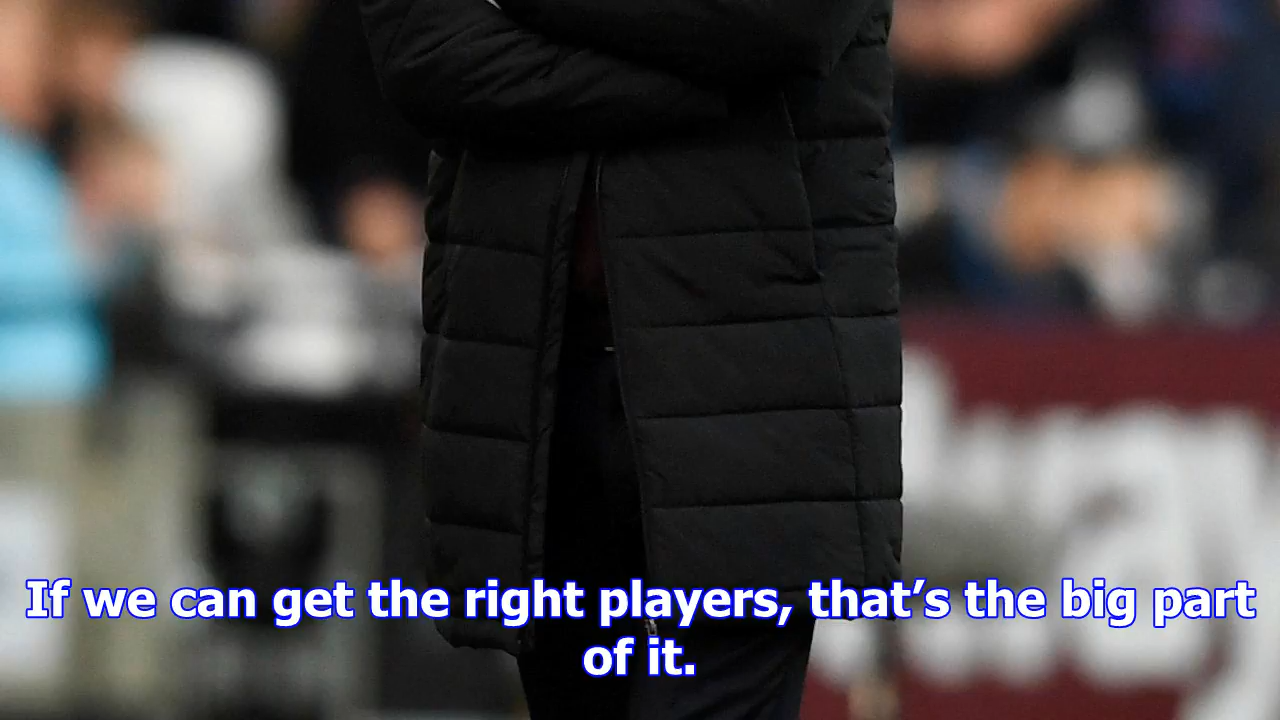 If we can get the right players, that’s the big part
of it.